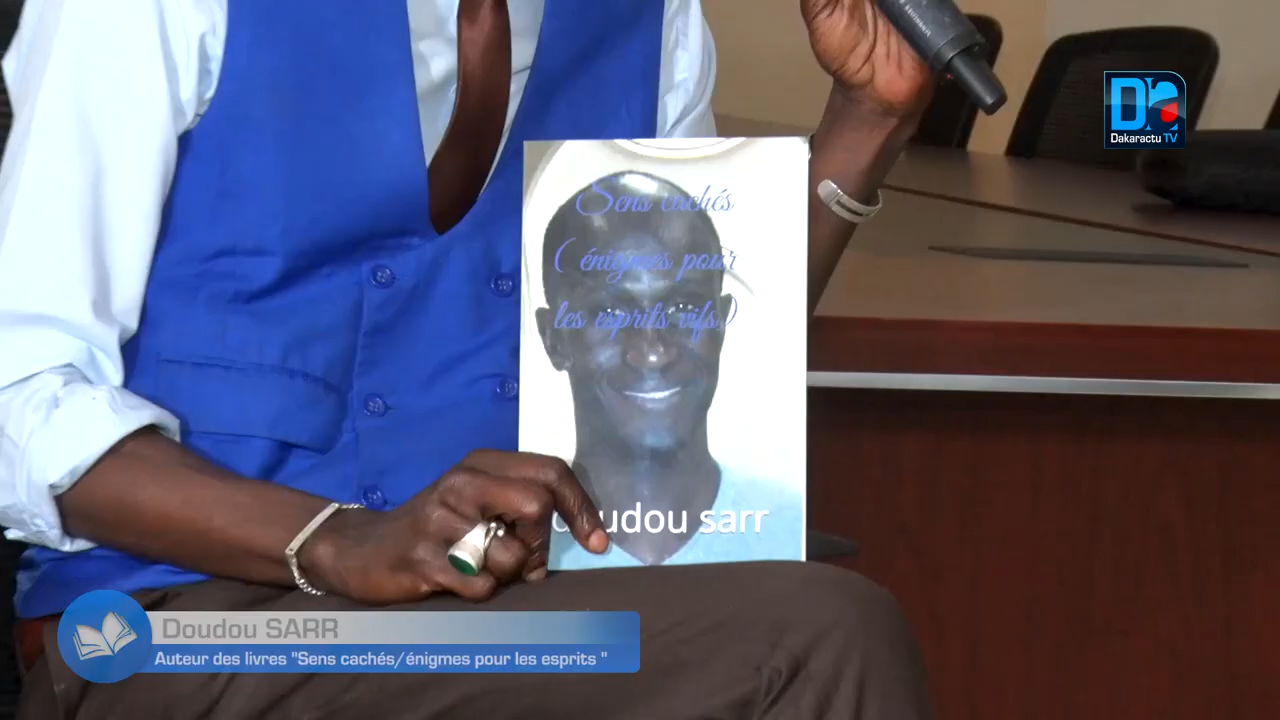 Dakaractu TV
Sens cachés
( énigmes pour
les esprits vifs.)
doudou sarr
Doudou SARR
Auteur des livres "Sens cachés/énigmes pour les esprits "